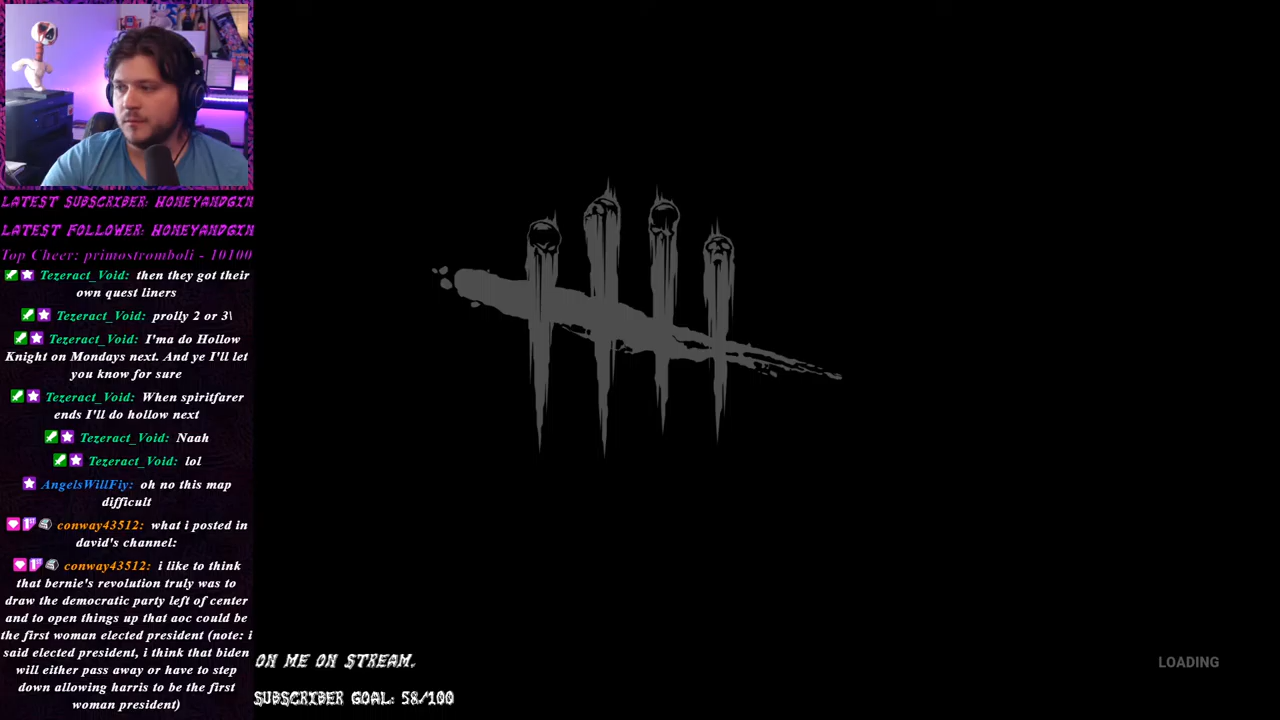 LATEST SUBSCRIBER: HONEYANDGIN
LATEST FOLLOWER: HONEYANDGIN
Top Cheer: primostromboli - 10100
Tezeract_Void: then they got their
own quest liners
Tezeract_Void: prolly 2 or 3\
Tezeract_Void: I'ma do Hollow
Knight on Mondays next. And ye I'll let
you know for sure
Tezeract_Void: When spiritfarer
ends I'll do hollow next
Tezeract_Void: Naah
Tezeract_Void: lol
AngelsWillFiy: oh no this map
difficult
conway43512: what i posted in
david's channel:
conway43512: i like to think
that bernie's revolution truly was to
draw the democratic party left of center
and to open things up that aoc could be
the first woman elected president (note: i
said elected president, i think that biden
will either pass away or have to step
down allowing harris to be the first
woman president)
ON ME ON STREAM.
SUBSCRIBER GOAL: 58/100
LOADING